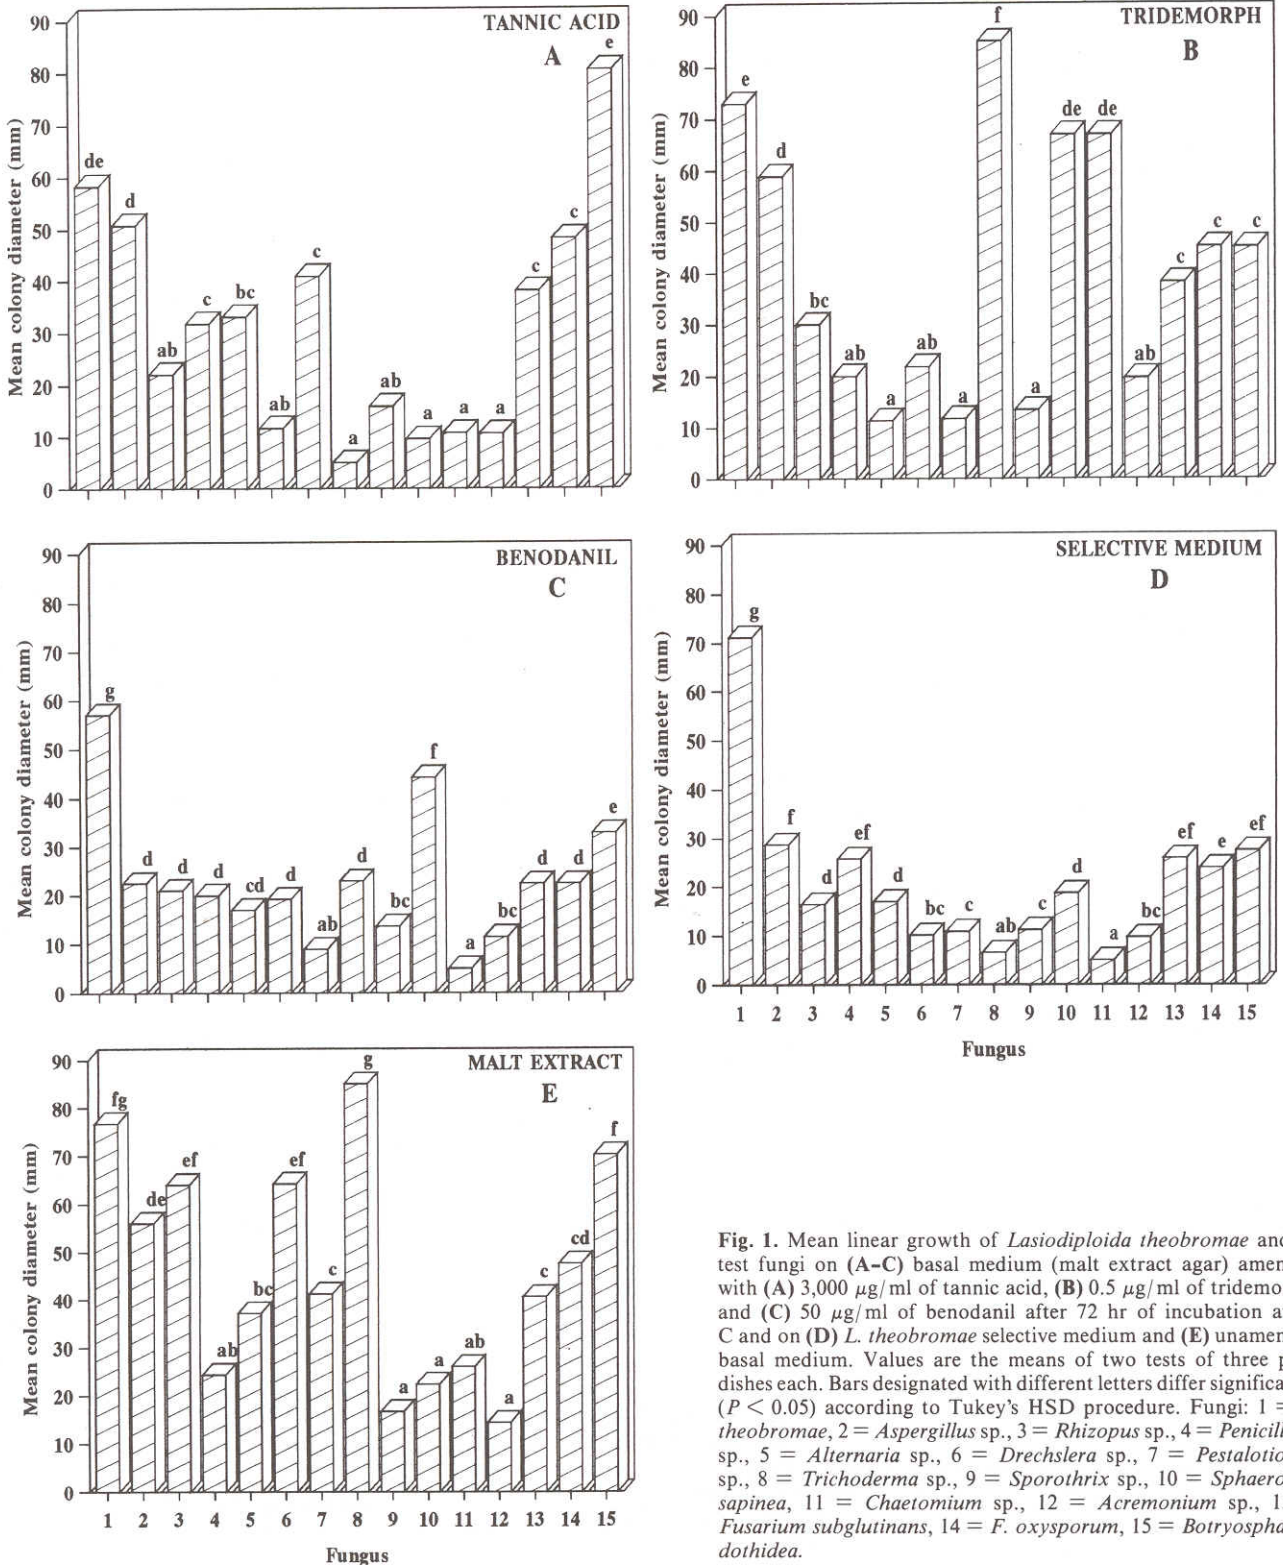 TANNIC ACID
A
Mean colony diameter (mm)
90
80
70
60
50
40
30
20
10
0
de
d
ab
c
bc
ab
c
a
ab
a
a
a
c
c
e
TRIDEMORPH
B
Mean colony diameter (mm)
90
80
70
60
50
40
30
20
10
0
e
d
bc
ab
a
ab
a
f
a
de
de
ab
c
c
c
BENODANIL
C
Mean colony diameter (mm)
90
80
70
60
50
40
30
20
10
0
g
d
d
d
cd
d
ab
d
bc
f
a
bc
d
d
e
SELECTIVE MEDIUM
D
Mean colony diameter (mm)
90
80
70
60
50
40
30
20
10
0
g
f
d
ef
d
bc
c
ab
c
d
a
bc
ef
e
ef
1 2 3 4 5 6 7 8 9 10 11 12 13 14 15
Fungus
MALT EXTRACT
E
Mean colony diameter (mm)
90
80
70
60
50
40
30
20
10
0
fg
de
ef
ab
bc
ef
c
g
a
a
ab
a
c
cd
f
1 2 3 4 5 6 7 8 9 10 11 12 13 14 15
Fungus
Fig. 1. Mean linear growth of Lasiodiploida theobromae and
test fungi on (A–C) basal medium (malt extract agar) amen
with (A) 3,000 μg/ml of tannic acid, (B) 0.5 μg/ml of tridemo
and (C) 50 μg/ml of benodanil after 72 hr of incubation a
C and on (D) L. theobromae selective medium and (E) unamen
basal medium. Values are the means of two tests of three p
dishes each. Bars designated with different letters differ significa
(P < 0.05) according to Tukey's HSD procedure. Fungi: 1 =
theobromae, 2 = Aspergillus sp., 3 = Rhizopus sp., 4 = Penicill
sp., 5 = Alternaria sp., 6 = Drechslera sp., 7 = Pestalotio
sp., 8 = Trichoderma sp., 9 = Sporothrix sp., 10 = Sphaero
sapinea, 11 = Chaetomium sp., 12 = Acremonium sp., 1
Fusarium subglutinans, 14 = F. oxysporum, 15 = Botryospha
dothidea.